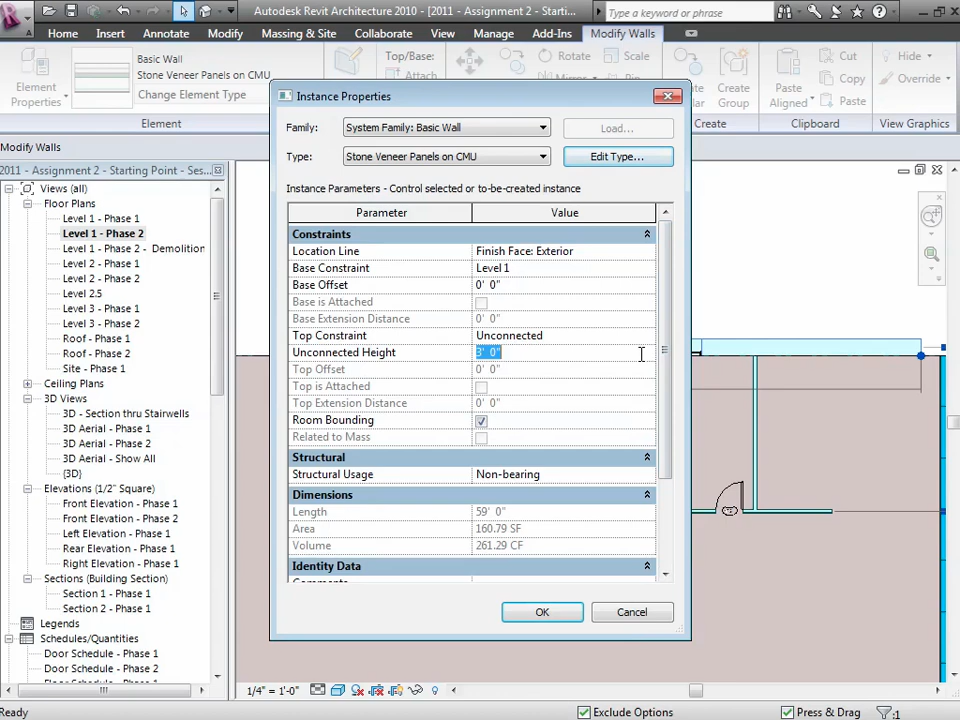 Autodesk Revit Architecture 2010 - [2011 - Assignment 2 - Starti...
Type a keyword or phrase
Home Insert Annotate Modify Massing & Site Collaborate View Manage Add-Ins Modify Walls
Element Properties
Basic Wall
Stone Veneer Panels on CMU
Change Element Type
Element
Top/Base:
Attach
Rotate
Scale
Mirror
Pin
Create Group
Create
Paste Aligned
Cut
Copy
Paste
Clipboard
Hide
Override
View Graphics
Modify Walls
2011 - Assignment 2 - Starting Point - Se...
Views (all)
Floor Plans
Level 1 - Phase 1
Level 1 - Phase 2
Level 1 - Phase 2 - Demolition
Level 2 - Phase 1
Level 2 - Phase 2
Level 2.5
Level 3 - Phase 1
Level 3 - Phase 2
Roof - Phase 1
Roof - Phase 2
Site - Phase 1
Ceiling Plans
3D Views
3D - Section thru Stairwells
3D Aerial - Phase 1
3D Aerial - Phase 2
3D Aerial - Show All
{3D}
Elevations (1/2" Square)
Front Elevation - Phase 1
Front Elevation - Phase 2
Left Elevation - Phase 1
Rear Elevation - Phase 1
Right Elevation - Phase 1
Sections (Building Section)
Section 1 - Phase 1
Section 2 - Phase 1
Legends
Schedules/Quantities
Door Schedule - Phase 1
Door Schedule - Phase 2
Instance Properties
Family: System Family: Basic Wall Load...
Type: Stone Veneer Panels on CMU Edit Type...
Instance Parameters - Control selected or to-be-created instance
Parameter Value
Constraints
Location Line Finish Face: Exterior
Base Constraint Level 1
Base Offset 0' 0"
Base is Attached
Base Extension Distance 0' 0"
Top Constraint Unconnected
Unconnected Height 3' 0"
Top Offset 0' 0"
Top is Attached
Top Extension Distance 0' 0"
Room Bounding
Related to Mass
Structural
Structural Usage Non-bearing
Dimensions
Length 59' 0"
Area 160.79 SF
Volume 261.29 CF
Identity Data
OK Cancel
1/4" = 1'-0"
Ready
Exclude Options
Press & Drag
:1